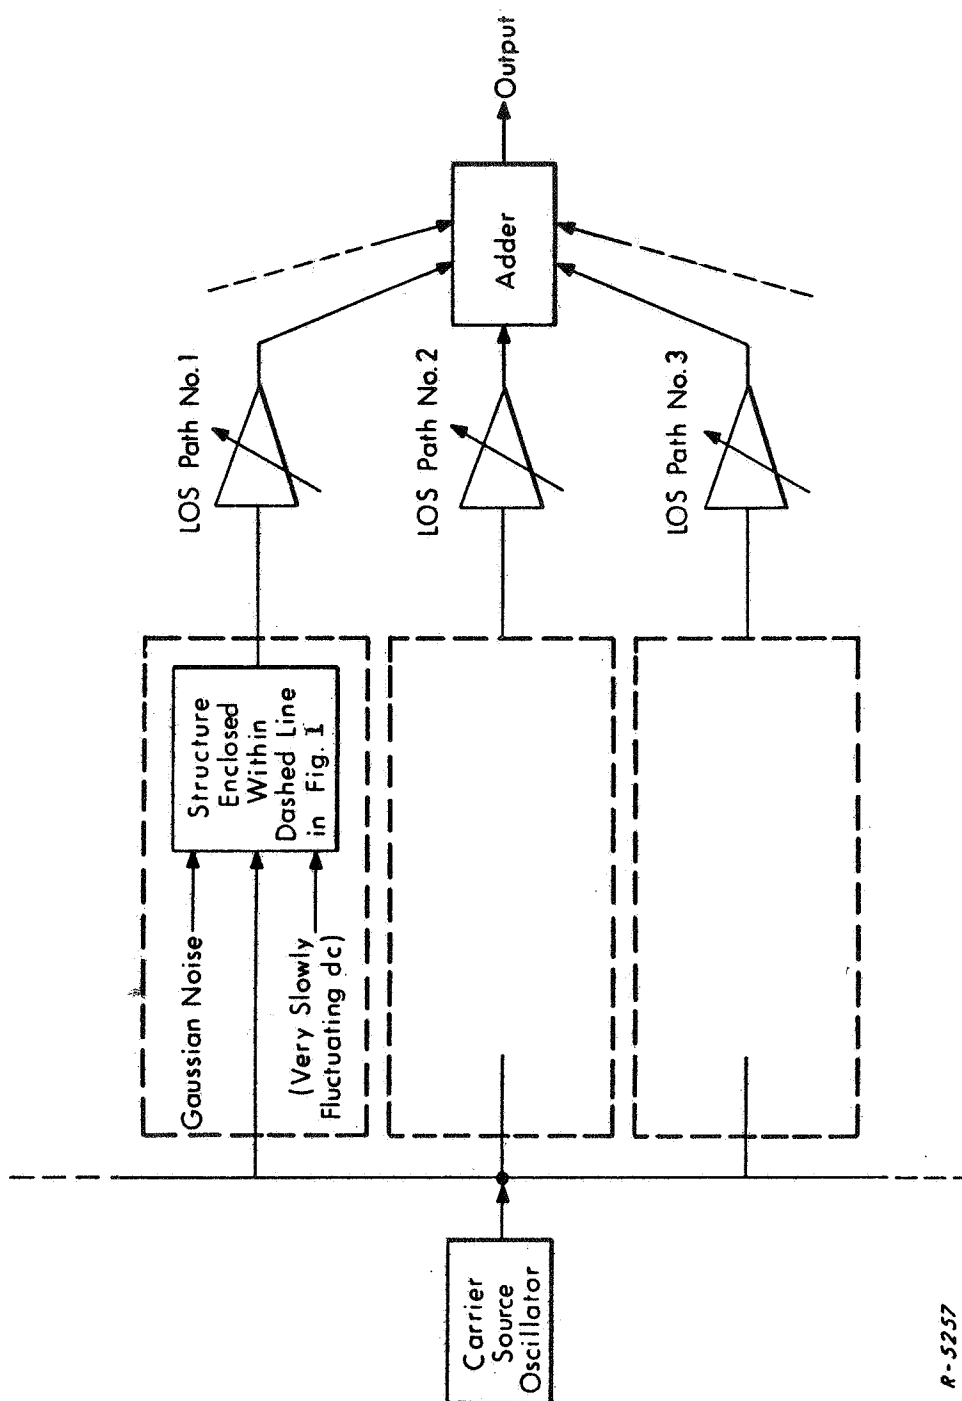 Carrier
Source
Oscillator
Gaussian Noise
(Very Slowly
Fluctuating dc)
Structure
Enclosed
Within
Dashed Line
in Fig. 1
LOS Path No. 1
LOS Path No. 2
LOS Path No. 3
Adder
Output
R-5257